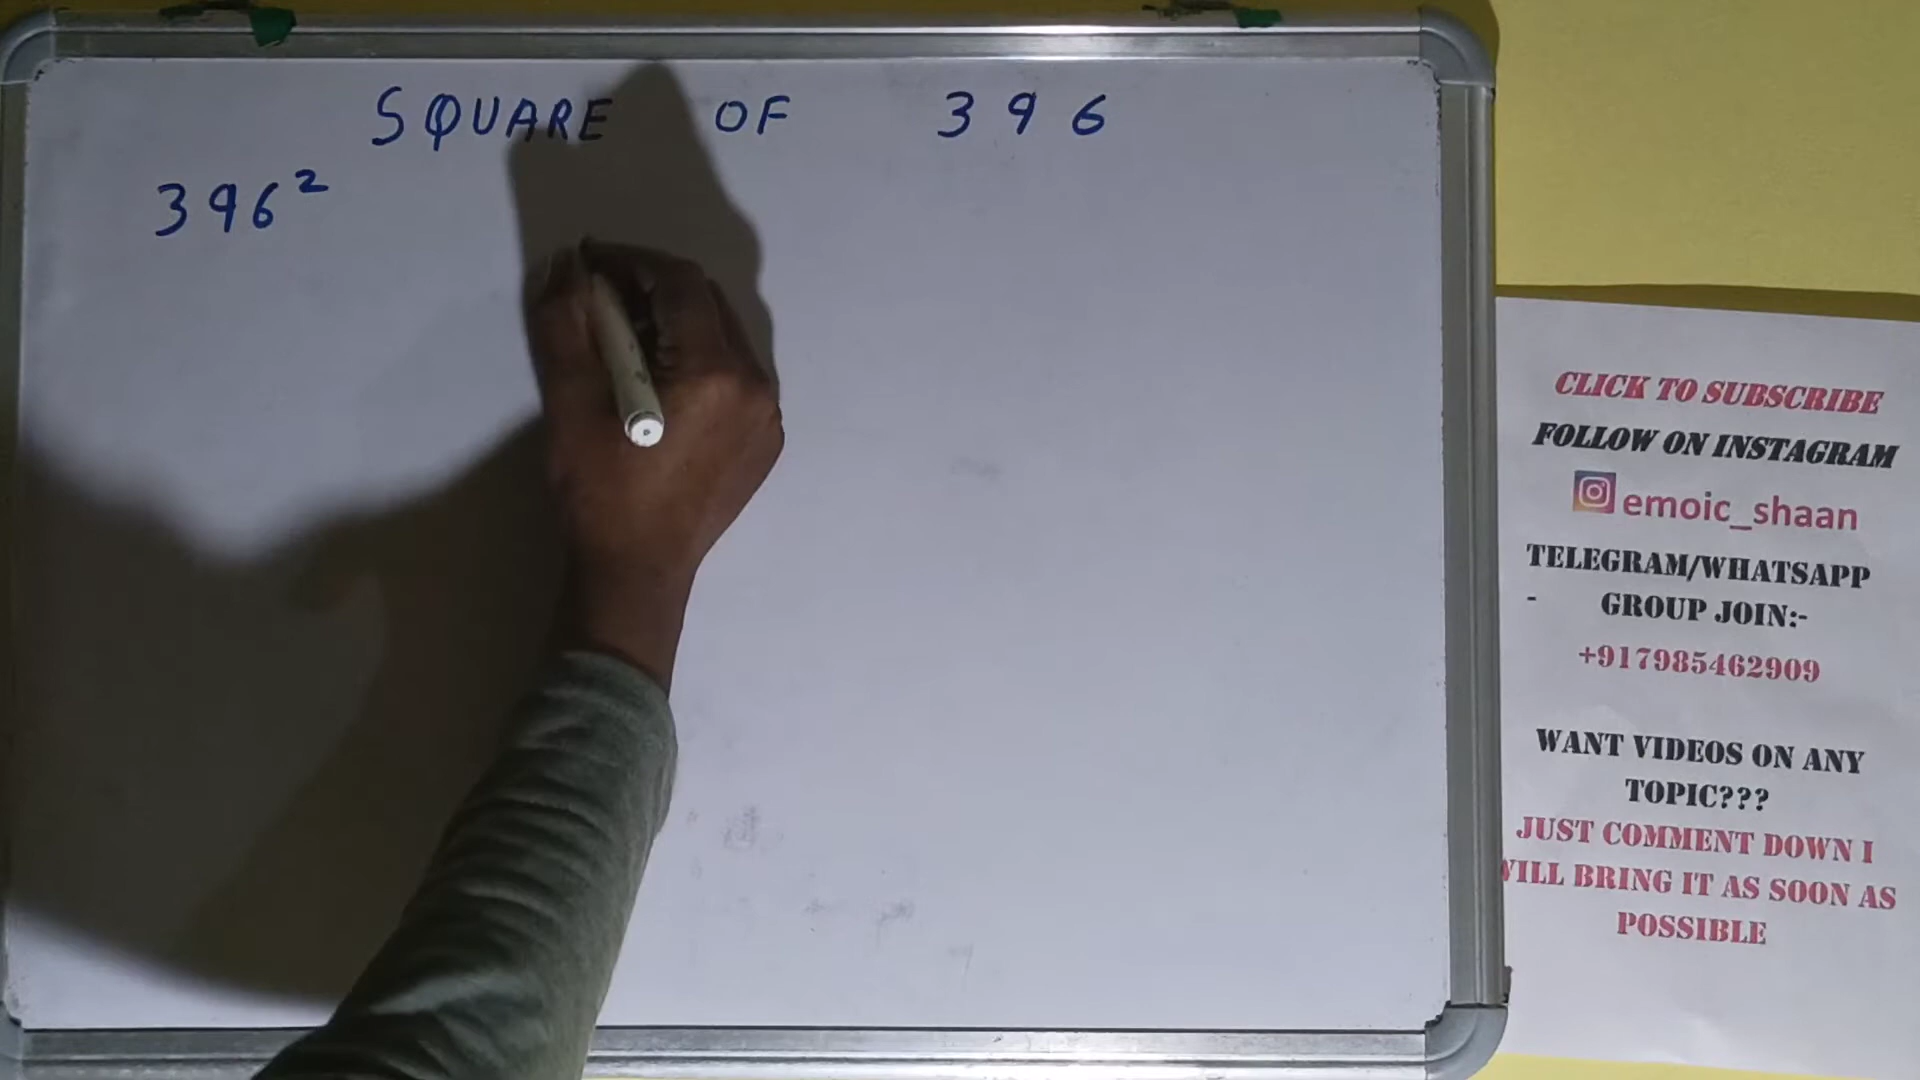 SQUARE OF 396
396²
CLICK TO SUBSCRIBE
FOLLOW ON INSTAGRAM
emoic_shaan
TELEGRAM/WHATSAPP
- GROUP JOIN:-
+917985462909
WANT VIDEOS ON ANY
TOPIC???
JUST COMMENT DOWN I
WILL BRING IT AS SOON AS
POSSIBLE